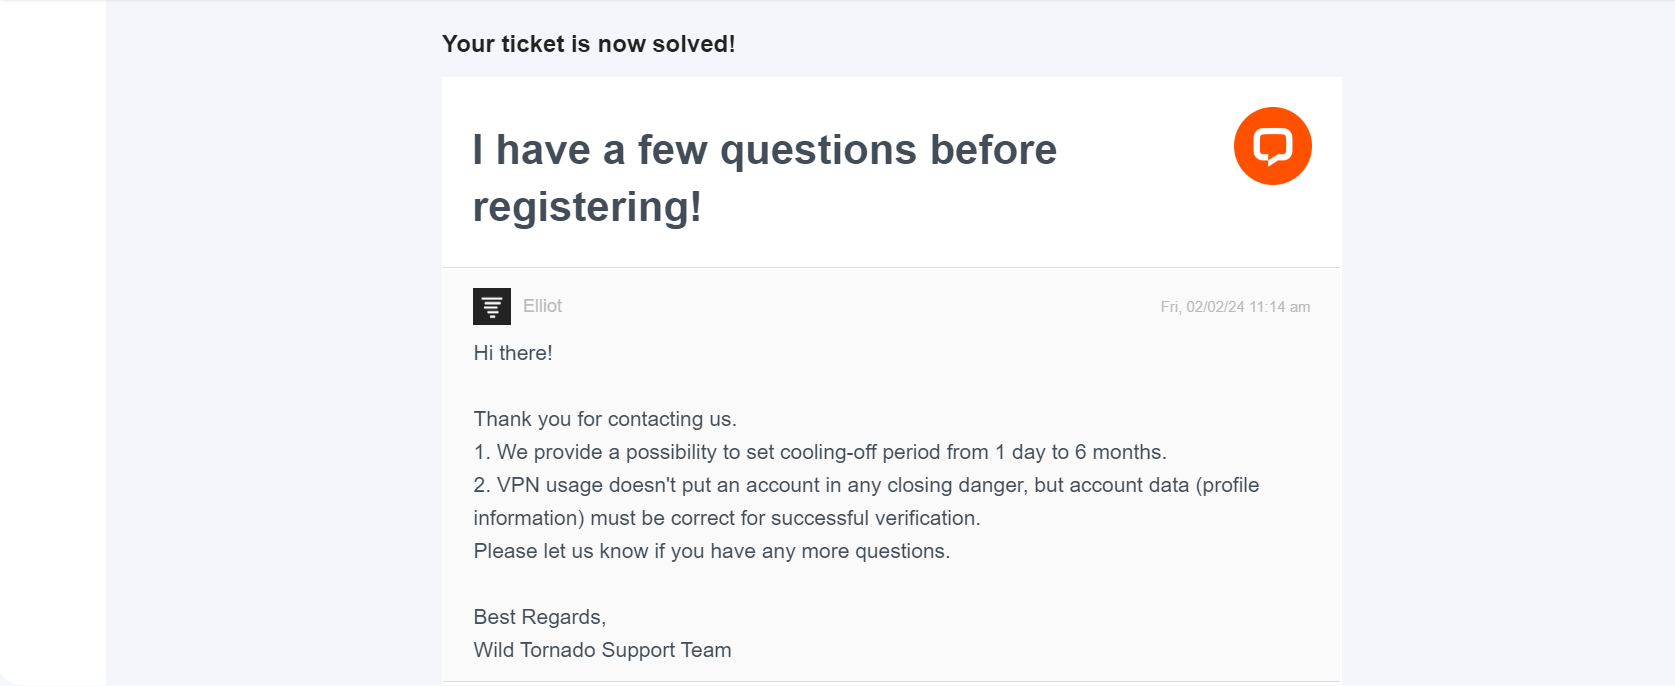 Your ticket is now solved!
I have a few questions before
registering!
Elliot
Fri, 02/02/24 11:14 am
Hi there!
Thank you for contacting us.
1. We provide a possibility to set cooling-off period from 1 day to 6 months.
2. VPN usage doesn't put an account in any closing danger, but account data (profile
information) must be correct for successful verification.
Please let us know if you have any more questions.
Best Regards,
Wild Tornado Support Team